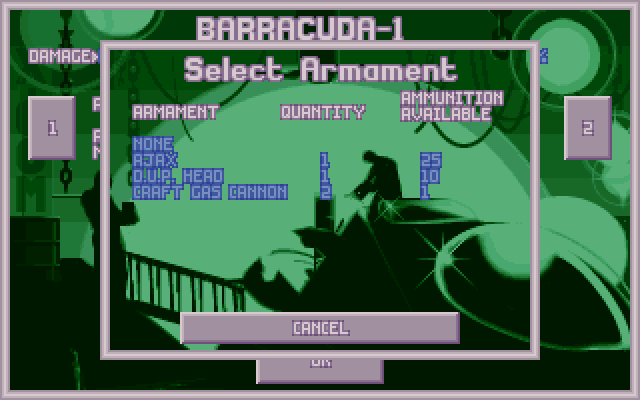 BARRACUDA-1
DAMAGE>
Select Armament
1
2
ARMAMENT QUANTITY AMMUNITION AVAILABLE
NONE
AJAX 1 25
D.U.P. HEAD 1 10
CRAFT GAS CANNON 2 1
CANCEL
OK